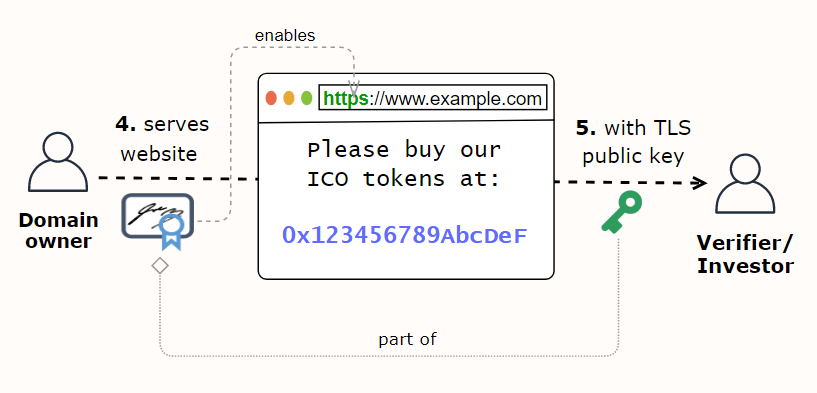 enables
https://www.example.com
4. serves
website
Please buy our
ICO tokens at:
0x123456789AbcDeF
5. with TLS
public key
Domain
owner
Verifier/
Investor
part of